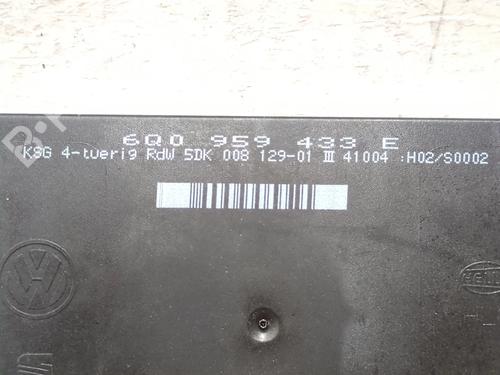 6Q0 959 433 E
KSG 4-tuerig RdW 5DK 008 129-01 III 41004 :H02/S0002